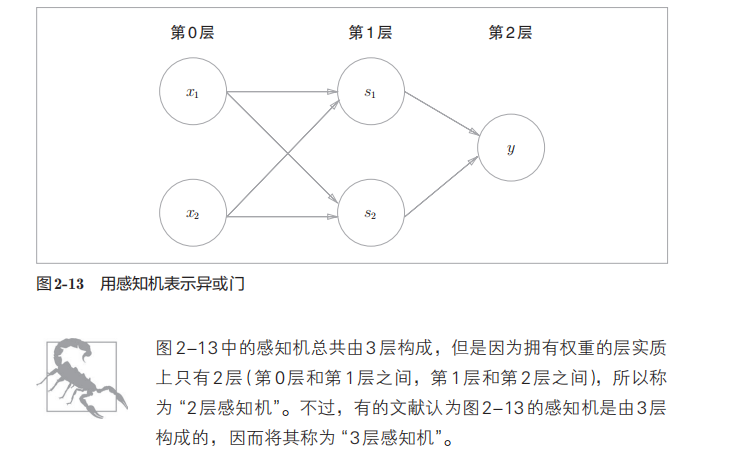 第0层 第1层 第2层
x₁ s₁
y
x₂ s₂
图2-13 用感知机表示异或门
图2-13中的感知机总共由3层构成，但是因为拥有权重的层实质
上只有2层（第0层和第1层之间，第1层和第2层之间），所以称
为“2层感知机”。不过，有的文献认为图2-13的感知机是由3层
构成的，因而将其称为“3层感知机”。